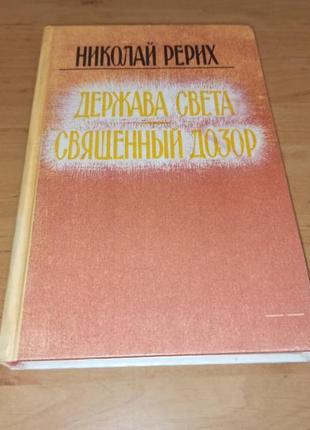 НИКОЛАЙ РЕРИХ
ДЕРЖАВА СВЕТА
СВЯЩЕННЫЙ ДОЗОР